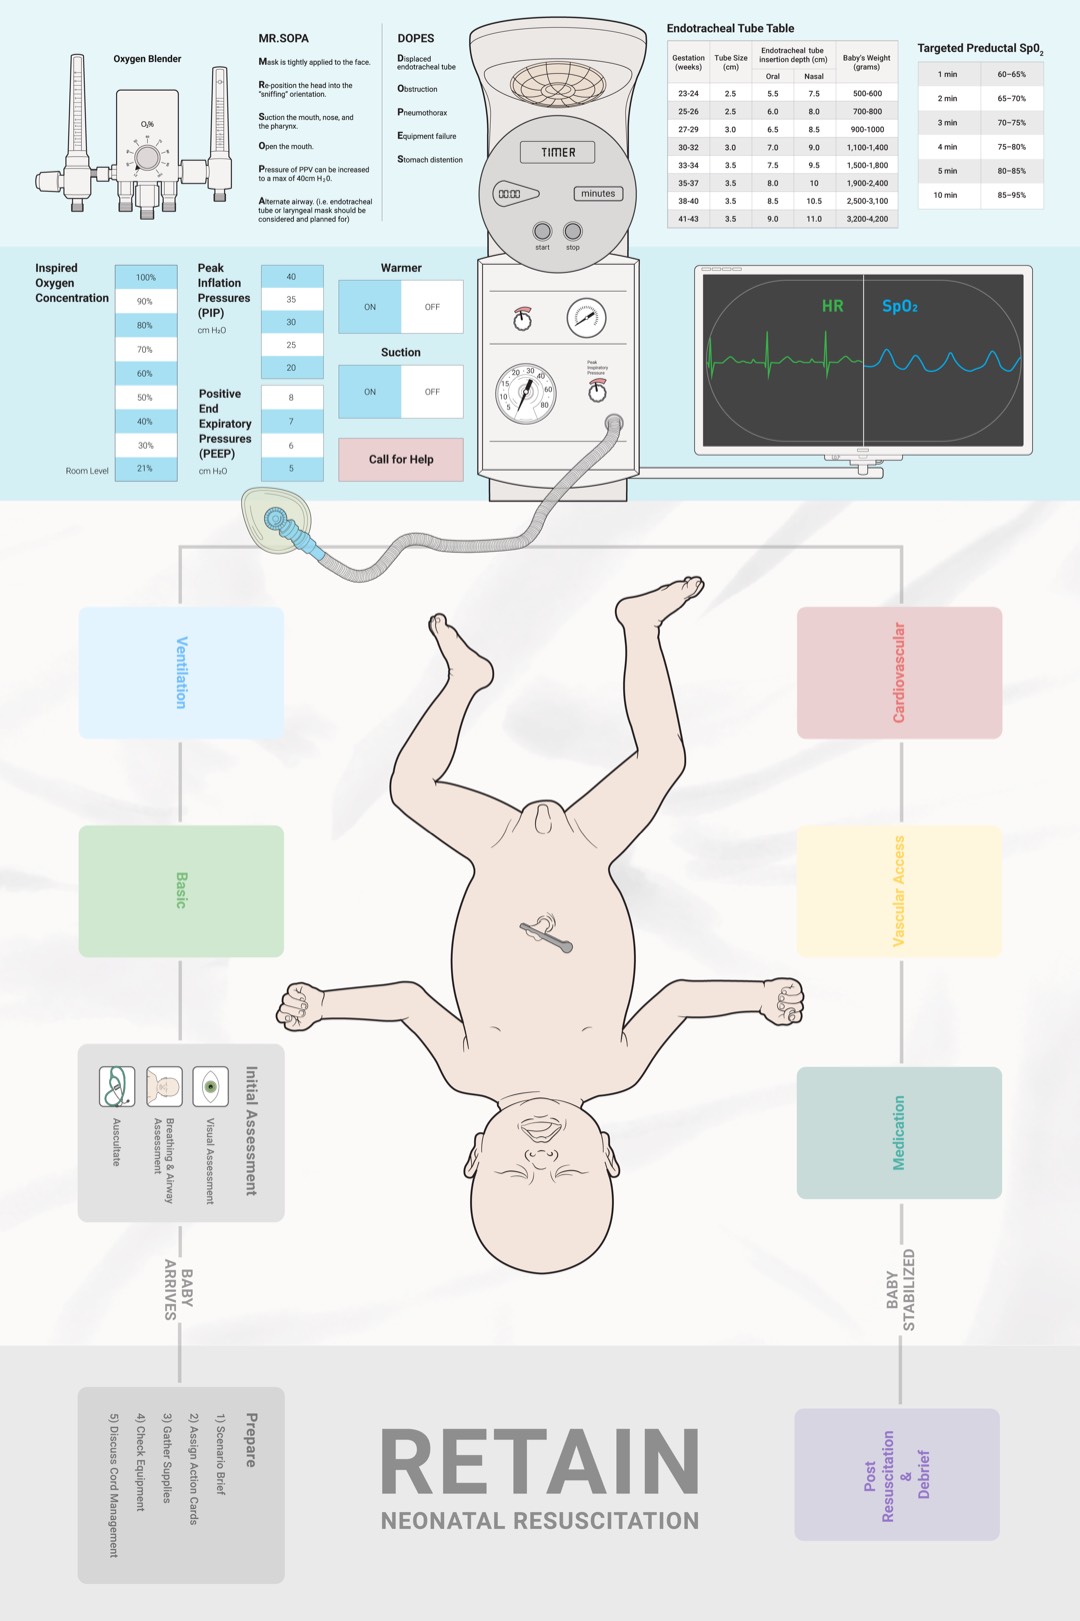 Oxygen Blender
O₂%
MR.SOPA
Mask is tightly applied to the face.
Re-position the head into the
"sniffing" orientation.
Suction the mouth, nose, and
the pharynx.
Open the mouth.
Pressure of PPV can be increased
to a max of 40cm H₂0.
Alternate airway. (i.e. endotracheal
tube or laryngeal mask should be
considered and planned for)
DOPES
Displaced
endotracheal tube
Obstruction
Pneumothorax
Equipment failure
Stomach distention
TIMER
00:00
minutes
start stop
Endotracheal Tube Table
Gestation
(weeks)
Tube Size
(cm)
Endotracheal tube
insertion depth (cm)
Oral Nasal
Baby's Weight
(grams)
23-24 2.5 5.5 7.5 500-600
25-26 2.5 6.0 8.0 700-800
27-29 3.0 6.5 8.5 900-1000
30-32 3.0 7.0 9.0 1,100-1,400
33-34 3.5 7.5 9.5 1,500-1,800
35-37 3.5 8.0 10 1,900-2,400
38-40 3.5 8.5 10.5 2,500-3,100
41-43 3.5 9.0 11.0 3,200-4,200
Targeted Preductal Sp0₂
1 min 60–65%
2 min 65–70%
3 min 70–75%
4 min 75–80%
5 min 80–85%
10 min 85–95%
Inspired
Oxygen
Concentration
100%
90%
80%
70%
60%
50%
40%
30%
Room Level 21%
Peak
Inflation
Pressures
(PIP)
cm H₂O
40
35
30
25
20
Positive
End
Expiratory
Pressures
(PEEP)
cm H₂O
8
7
6
5
Warmer
ON OFF
Suction
ON OFF
Call for Help
Peak
Inspiratory
Pressure
5 10 15 20 30 40 60 80
HR SpO₂
Ventilation
Basic
Initial Assessment
Visual Assessment
Breathing & Airway
Assessment
Auscultate
BABY
ARRIVES
Prepare
1) Scenario Brief
2) Assign Action Cards
3) Gather Supplies
4) Check Equipment
5) Discuss Cord Management
Cardiovascular
Vascular Access
Medication
BABY
STABILIZED
Post
Resuscitation
&
Debrief
RETAIN
NEONATAL RESUSCITATION